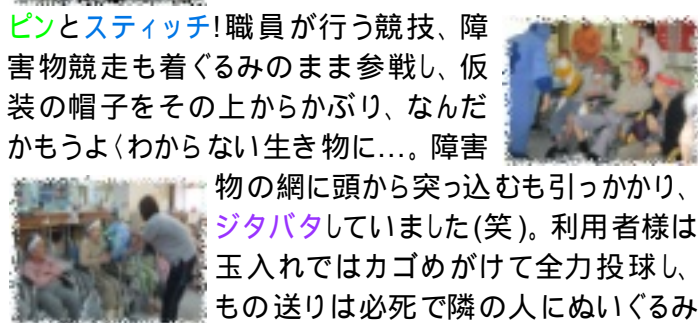 ピンとスティッチ!職員が行う競技、障
害物競走も着ぐるみのまま参戦し、仮
装の帽子をその上からかぶり、なんだ
かもうよくわからない生き物に…。障害
物の網に頭から突っ込むも引っかかり、
ジタバタしていました(笑)。利用者様は
玉入れではカゴめがけて全力投球し、
もの送りは必死で隣の人にぬいぐるみ